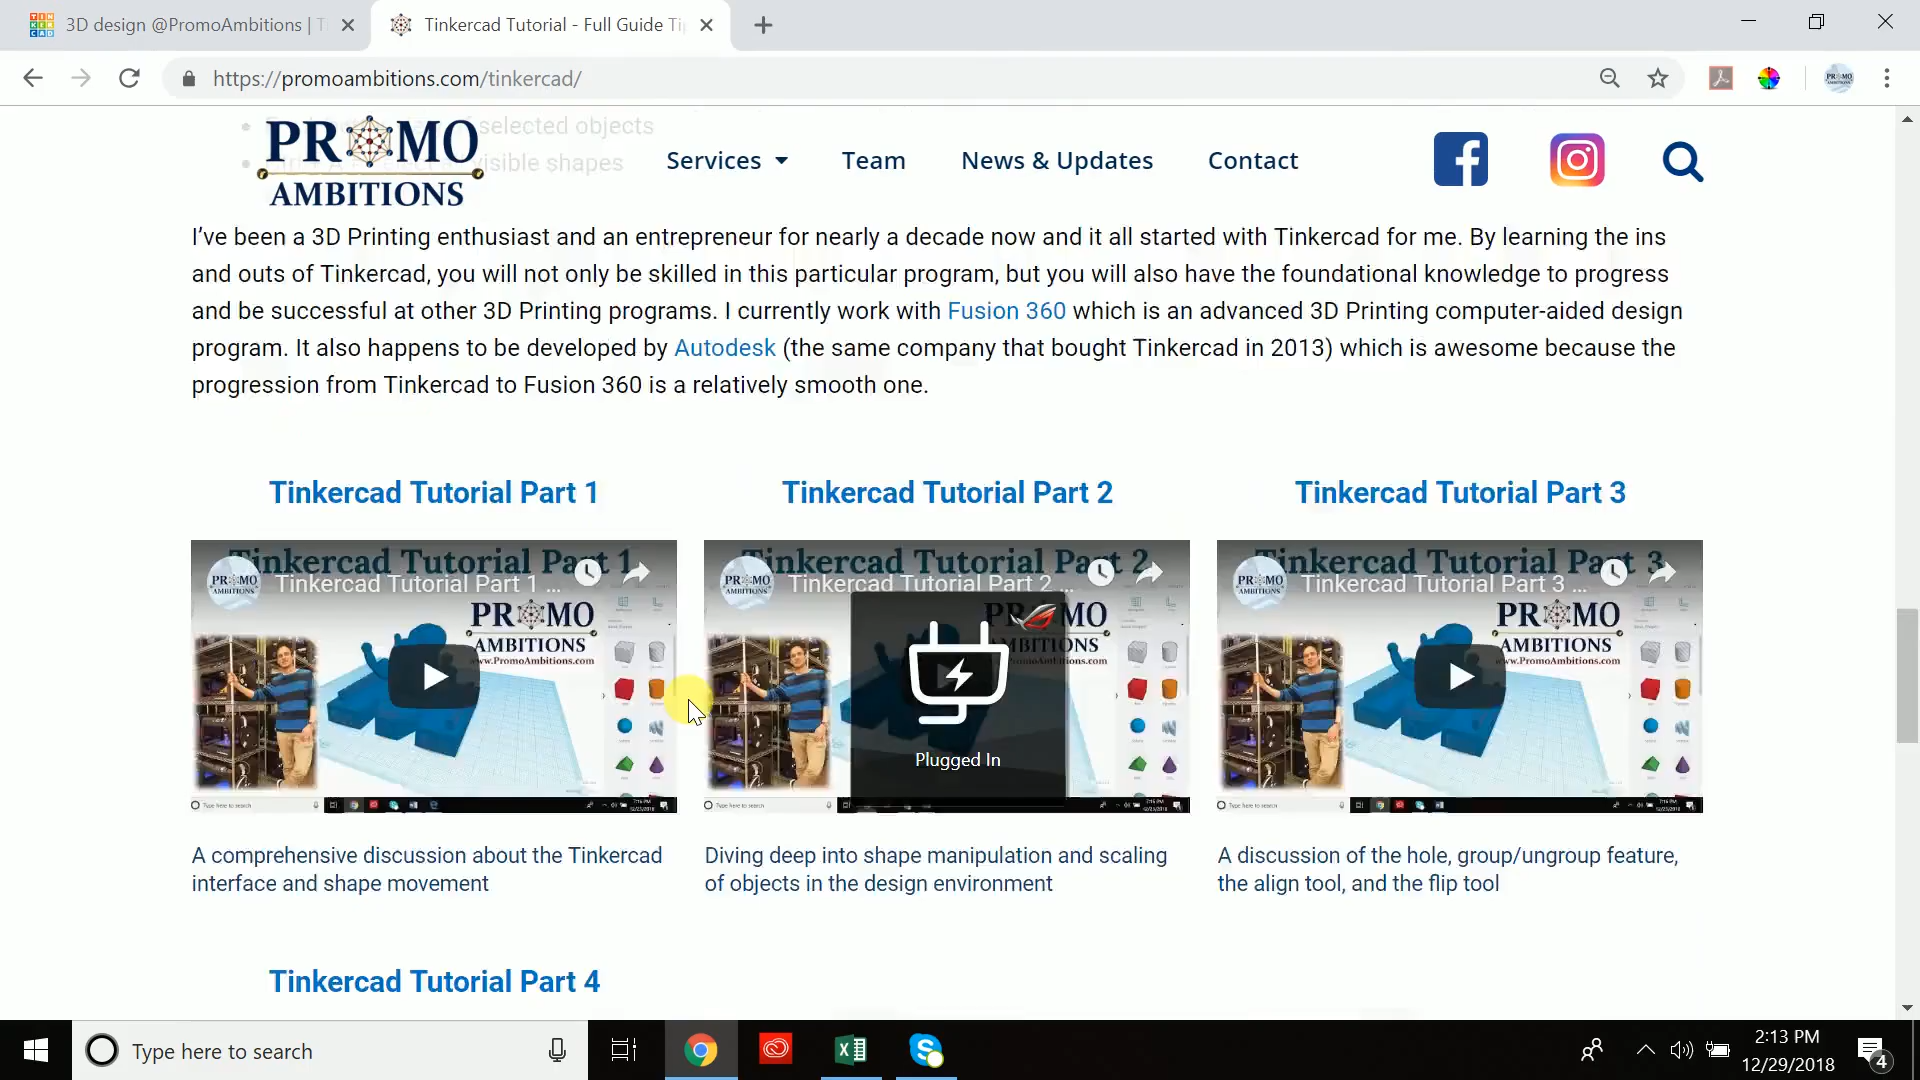 3D design @PromoAmbitions | T
Tinkercad Tutorial - Full Guide Ti
https://promoambitions.com/tinkercad/
selected objects
visible shapes
PROMO
AMBITIONS
Services
Team
News & Updates
Contact
I've been a 3D Printing enthusiast and an entrepreneur for nearly a decade now and it all started with Tinkercad for me. By learning the ins
and outs of Tinkercad, you will not only be skilled in this particular program, but you will also have the foundational knowledge to progress
and be successful at other 3D Printing programs. I currently work with Fusion 360 which is an advanced 3D Printing computer-aided design
program. It also happens to be developed by Autodesk (the same company that bought Tinkercad in 2013) which is awesome because the
progression from Tinkercad to Fusion 360 is a relatively smooth one.
Tinkercad Tutorial Part 1
Tinkercad Tutorial Part 2
Tinkercad Tutorial Part 3
Tinkercad Tutorial Part 1
Tinkercad Tutorial Part 1 ...
PROMO
AMBITIONS
www.PromoAmbitions.com
Tinkercad Tutorial Part 2
Tinkercad Tutorial Part 2 ...
PROMO
AMBITIONS
Plugged In
Tinkercad Tutorial Part 3
Tinkercad Tutorial Part 3 ...
PROMO
AMBITIONS
www.PromoAmbitions.com
A comprehensive discussion about the Tinkercad
interface and shape movement
Diving deep into shape manipulation and scaling
of objects in the design environment
A discussion of the hole, group/ungroup feature,
the align tool, and the flip tool
Tinkercad Tutorial Part 4
Type here to search
2:13 PM
12/29/2018
4